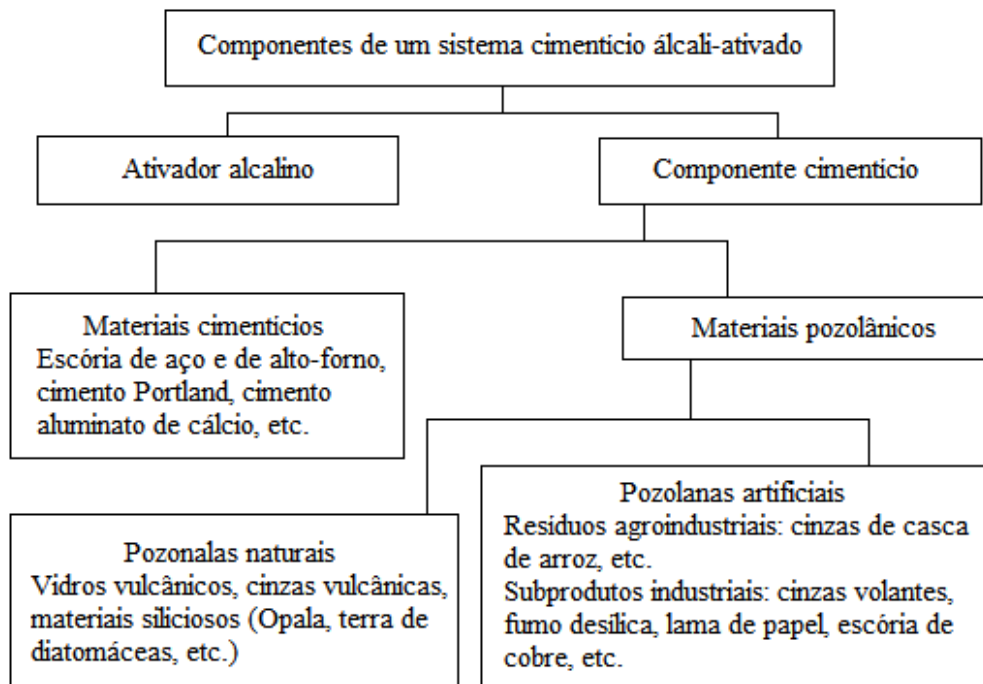 Componentes de um sistema cimentício álcali-ativado
Ativador alcalino
Componente cimentício
Materiais cimentícios
Escória de aço e de alto-forno,
cimento Portland, cimento
aluminato de cálcio, etc.
Materiais pozolânicos
Pozonalas naturais
Vidros vulcânicos, cinzas vulcânicas,
materiais siliciosos (Opala, terra de
diatomáceas, etc.)
Pozolanas artificiais
Resíduos agroindustriais: cinzas de casca
de arroz, etc.
Subprodutos industriais: cinzas volantes,
fumo desílica, lama de papel, escória de
cobre, etc.